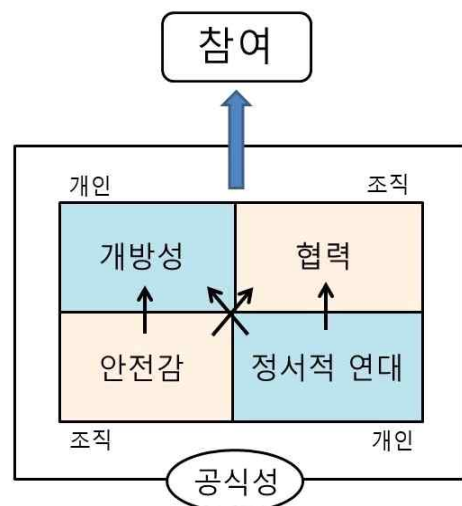 참여
개인 조직
개방성 협력
안전감 정서적 연대
조직 개인
공식성